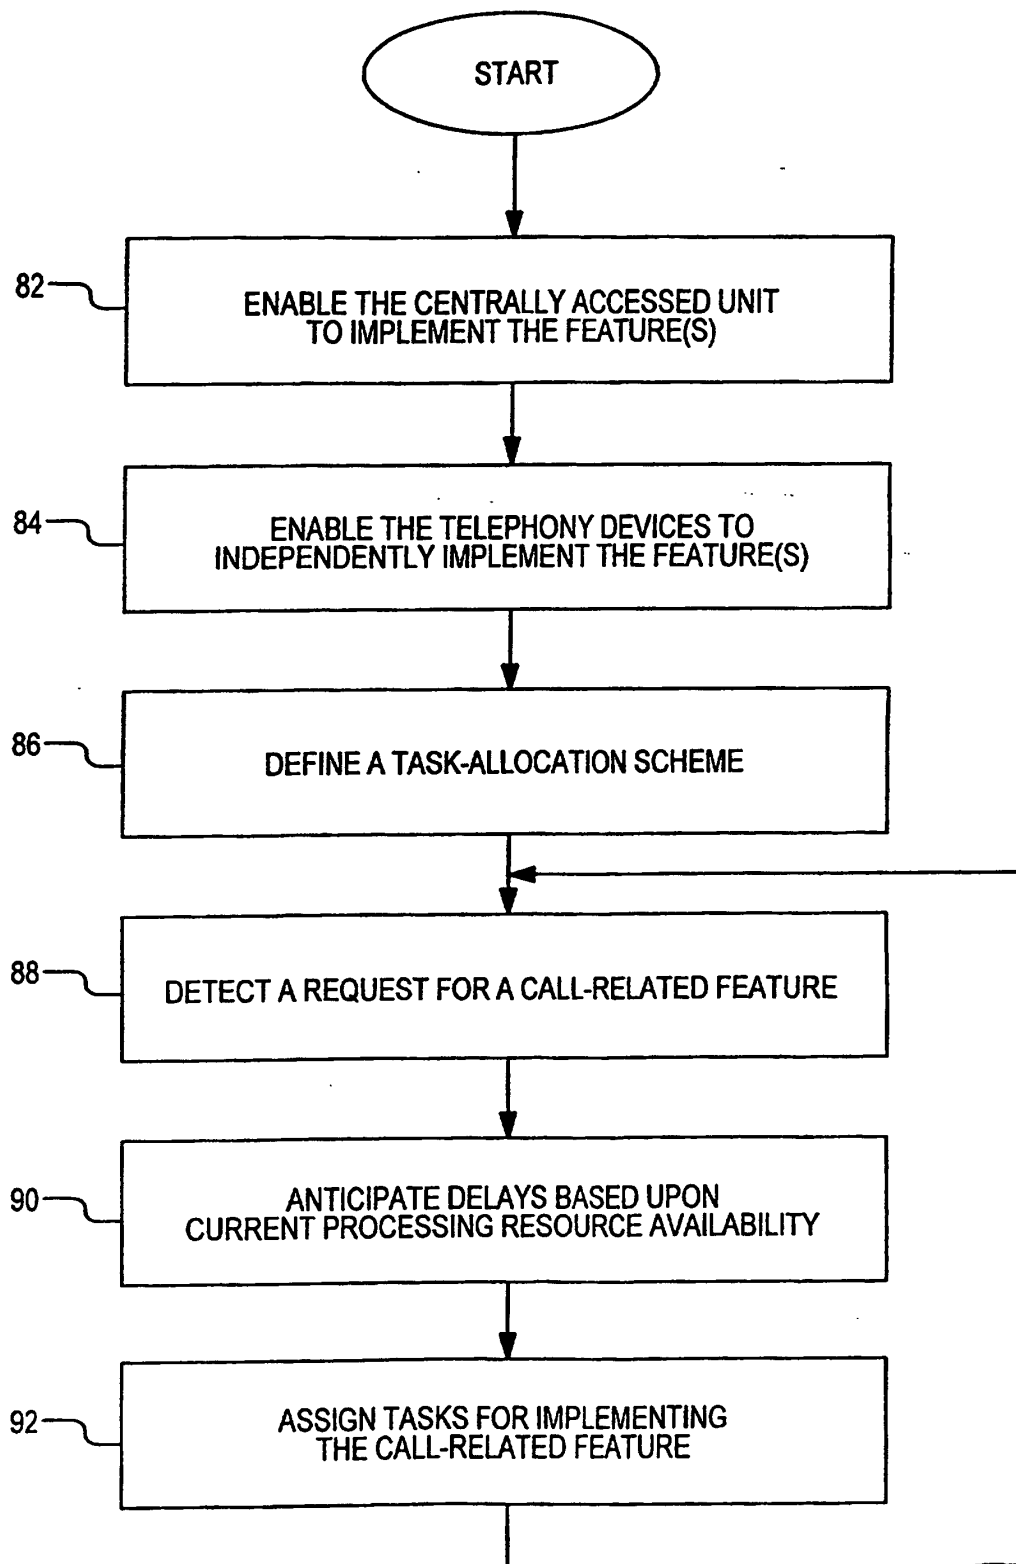 START
82
ENABLE THE CENTRALLY ACCESSED UNIT
TO IMPLEMENT THE FEATURE(S)
84
ENABLE THE TELEPHONY DEVICES TO
INDEPENDENTLY IMPLEMENT THE FEATURE(S)
86
DEFINE A TASK-ALLOCATION SCHEME
88
DETECT A REQUEST FOR A CALL-RELATED FEATURE
90
ANTICIPATE DELAYS BASED UPON
CURRENT PROCESSING RESOURCE AVAILABILITY
92
ASSIGN TASKS FOR IMPLEMENTING
THE CALL-RELATED FEATURE